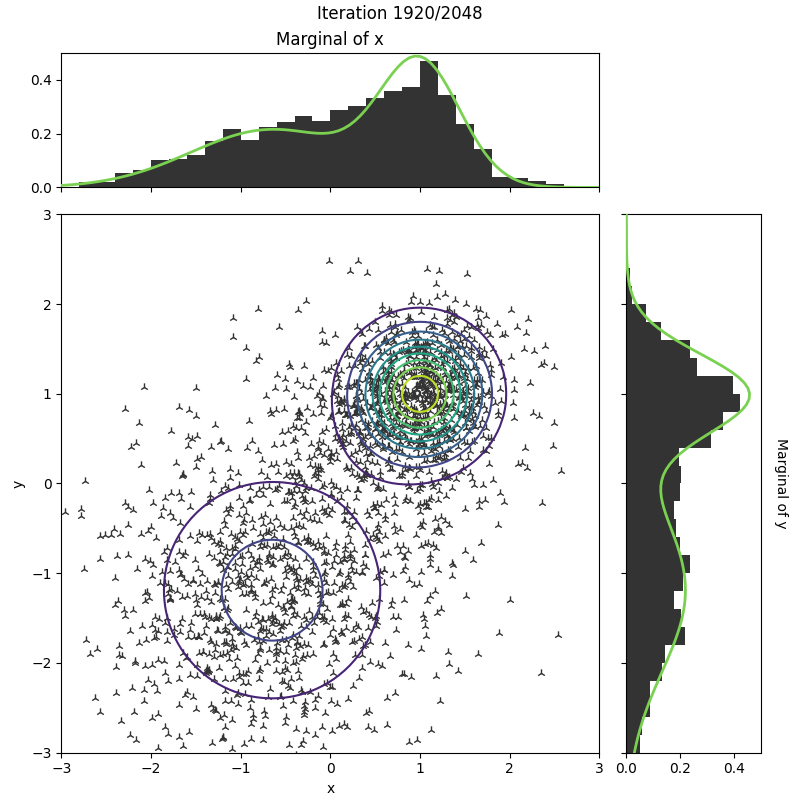 Iteration 1920/2048
Marginal of x
0.4
0.2
0.0
3
2
1
0
−1
−2
−3
y
−3 −2 −1 0 1 2 3
x
0.0 0.2 0.4
Marginal of y